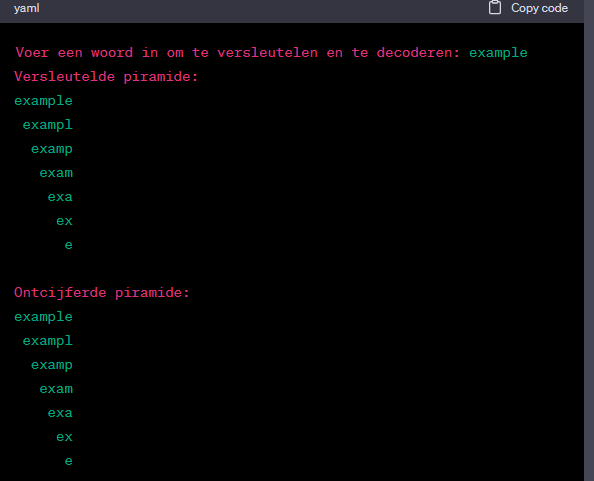 yaml
Copy code
Voer een woord in om te versleutelen en te decoderen: example
Versleutelde piramide:
example
exampl
examp
exam
exa
ex
e
Ontcijferde piramide:
example
exampl
examp
exam
exa
ex
e